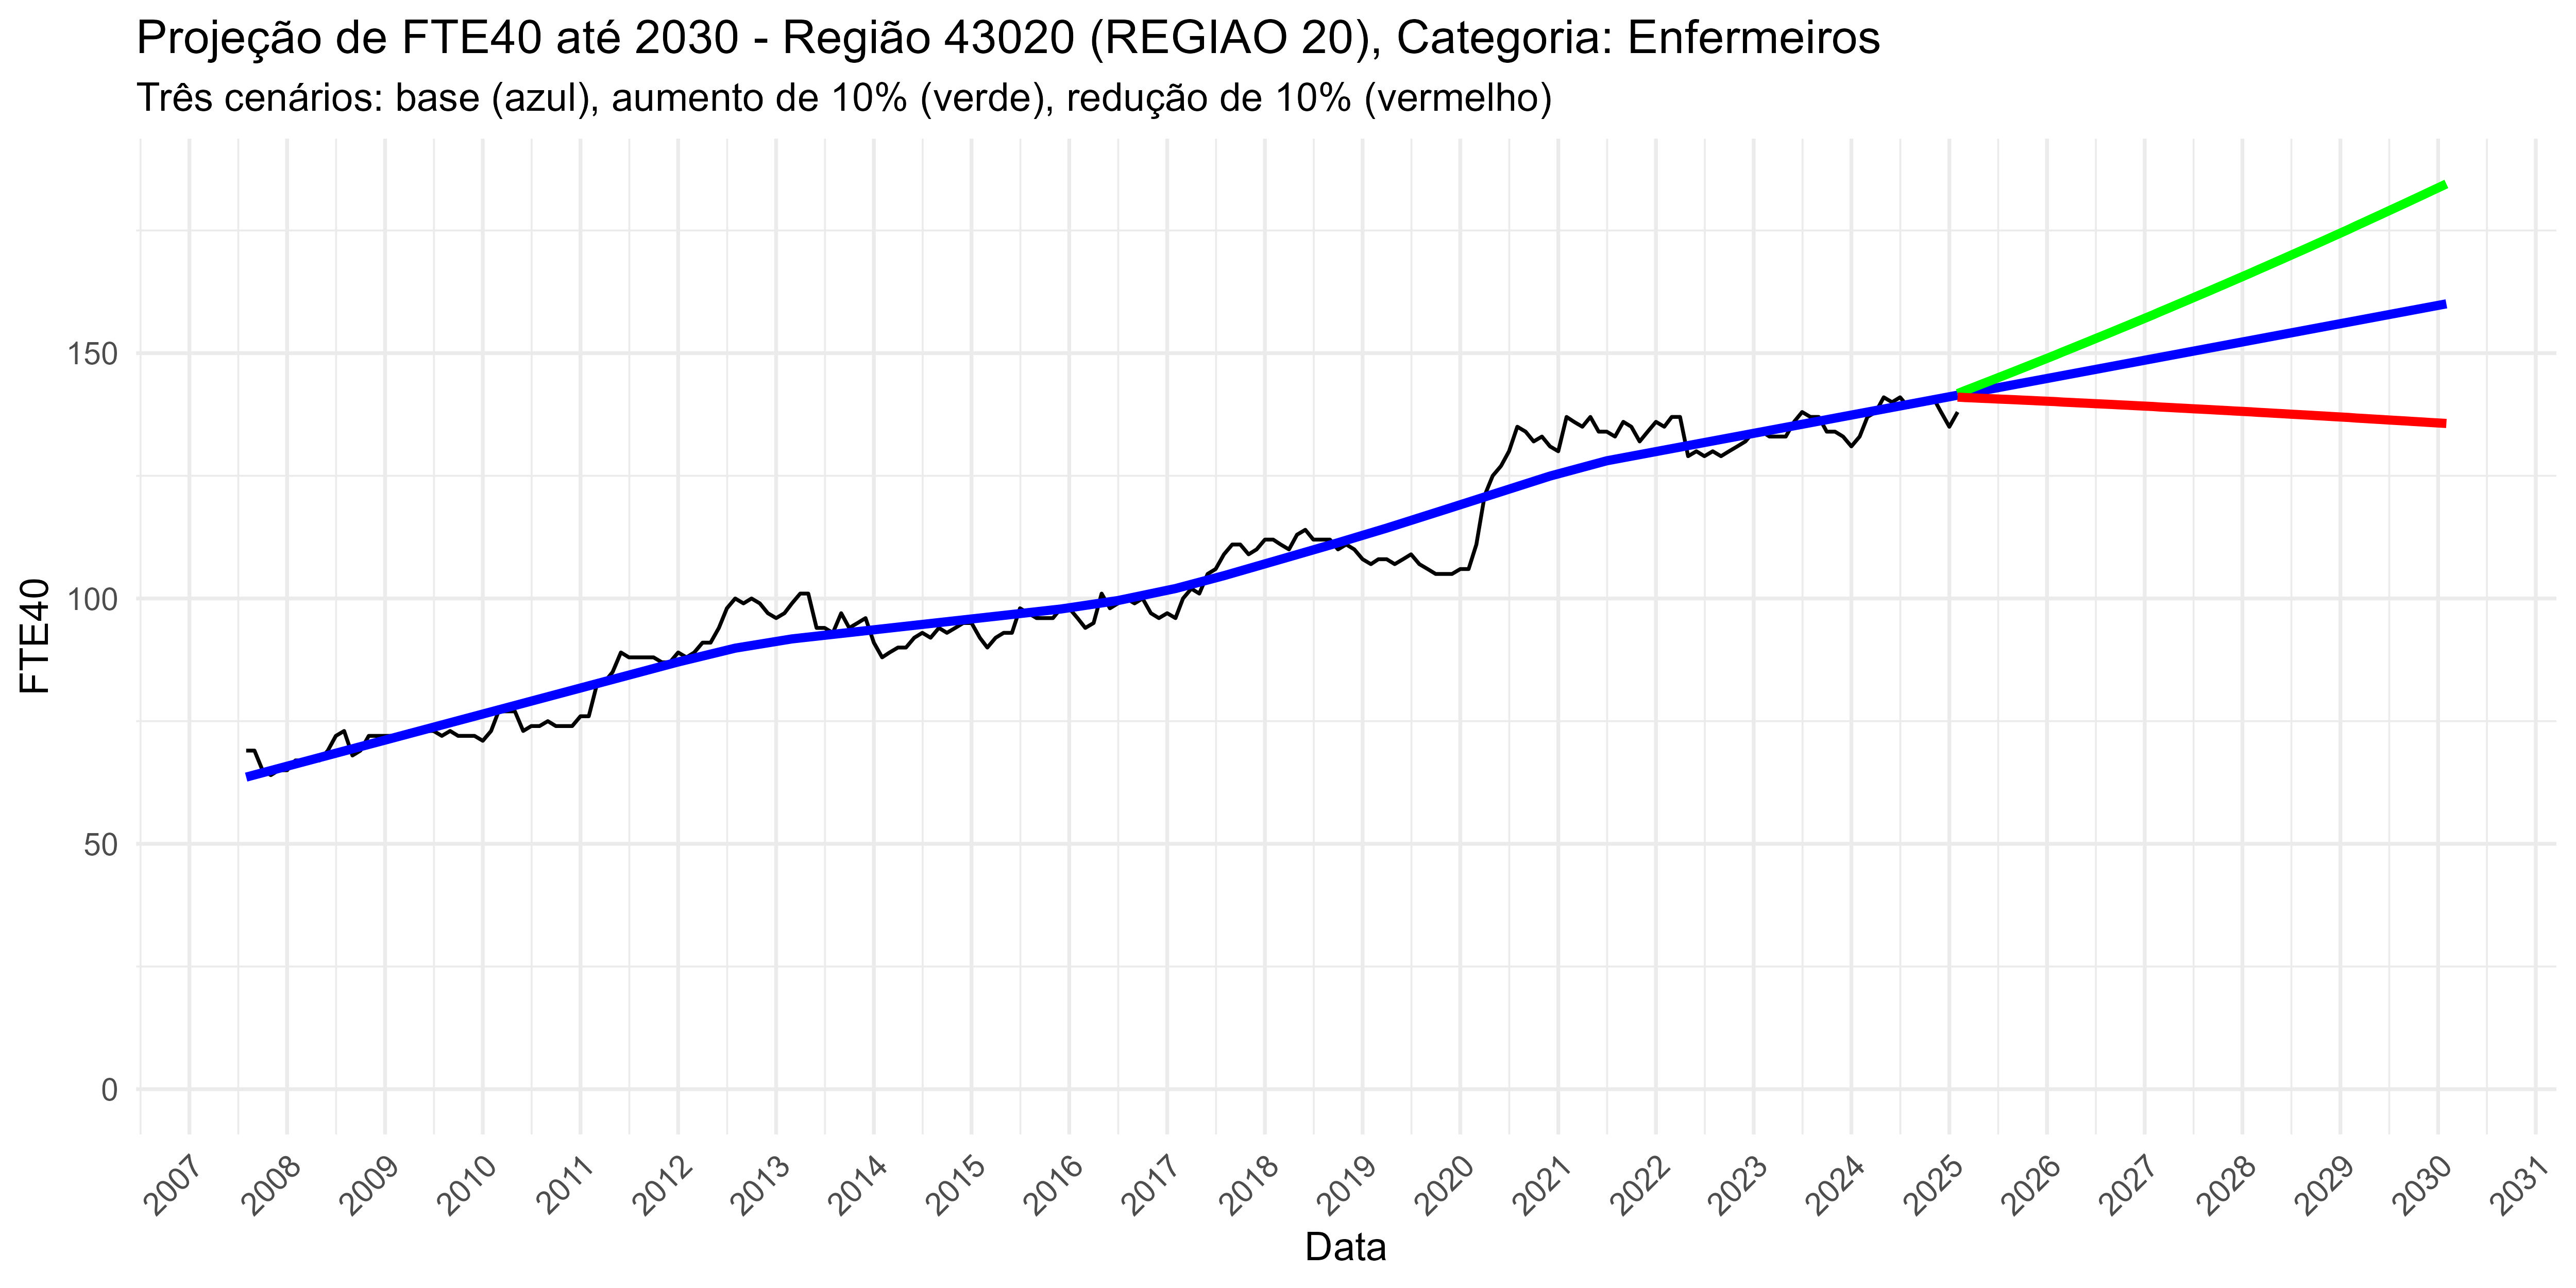 Projeção de FTE40 até 2030 - Região 43020 (REGIAO 20), Categoria: Enfermeiros
Três cenários: base (azul), aumento de 10% (verde), redução de 10% (vermelho)
FTE40
150
100
50
0
2007 2008 2009 2010 2011 2012 2013 2014 2015 2016 2017 2018 2019 2020 2021 2022 2023 2024 2025 2026 2027 2028 2029 2030 2031
Data